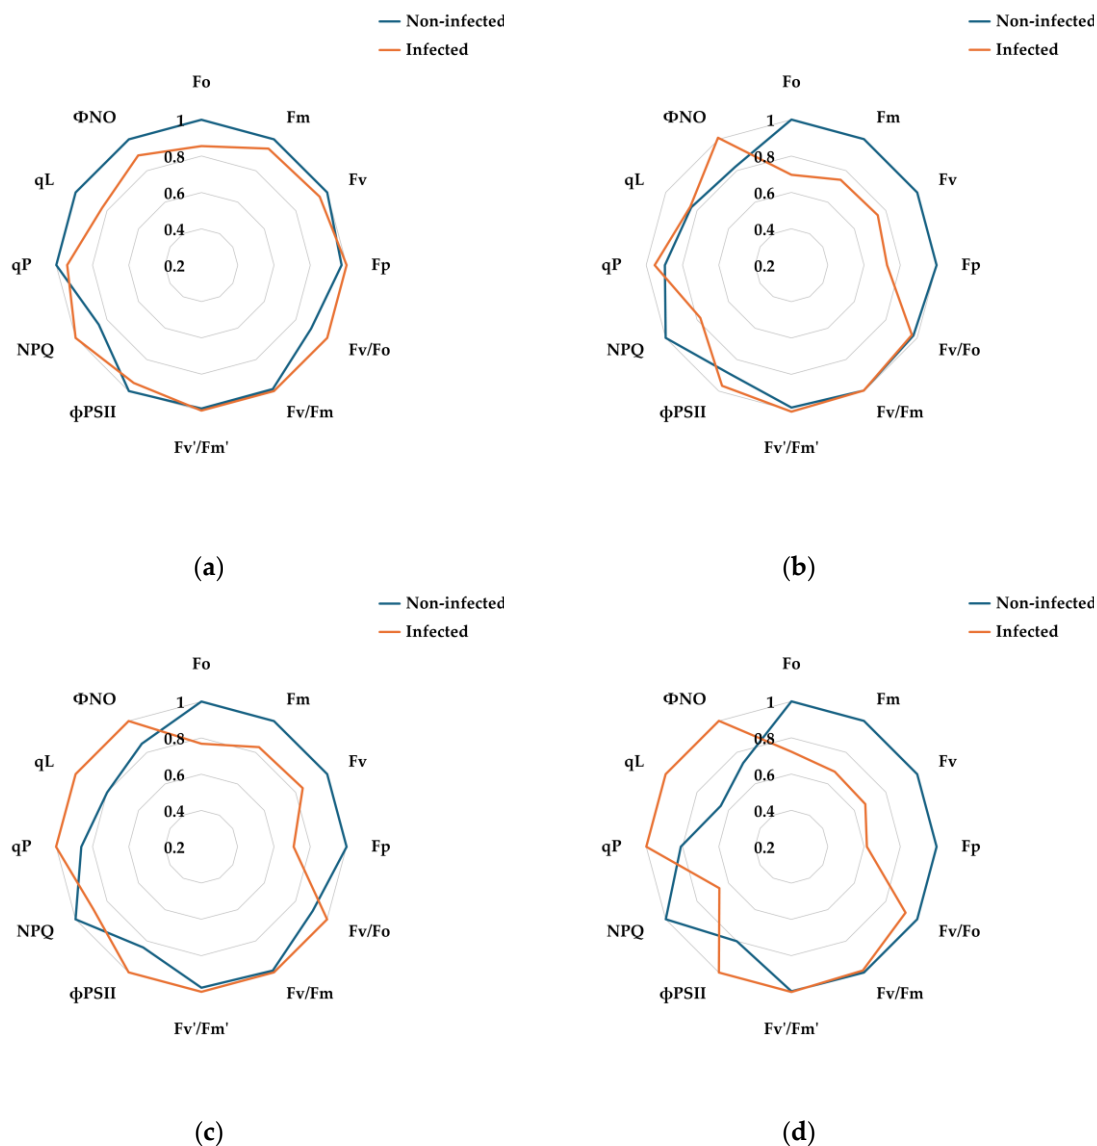 Non-infected
Infected
Fo
Fm
Fv
Fp
Fv/Fo
Fv/Fm
Fv'/Fm'
ϕPSII
NPQ
qP
qL
ΦNO
1
0.8
0.6
0.4
0.2
(a)
Non-infected
Infected
Fo
Fm
Fv
Fp
Fv/Fo
Fv/Fm
Fv'/Fm'
ϕPSII
NPQ
qP
qL
ΦNO
1
0.8
0.6
0.4
0.2
(b)
Non-infected
Infected
Fo
Fm
Fv
Fp
Fv/Fo
Fv/Fm
Fv'/Fm'
ϕPSII
NPQ
qP
qL
ΦNO
1
0.8
0.6
0.4
0.2
(c)
Non-infected
Infected
Fo
Fm
Fv
Fp
Fv/Fo
Fv/Fm
Fv'/Fm'
ϕPSII
NPQ
qP
qL
ΦNO
1
0.8
0.6
0.4
0.2
(d)